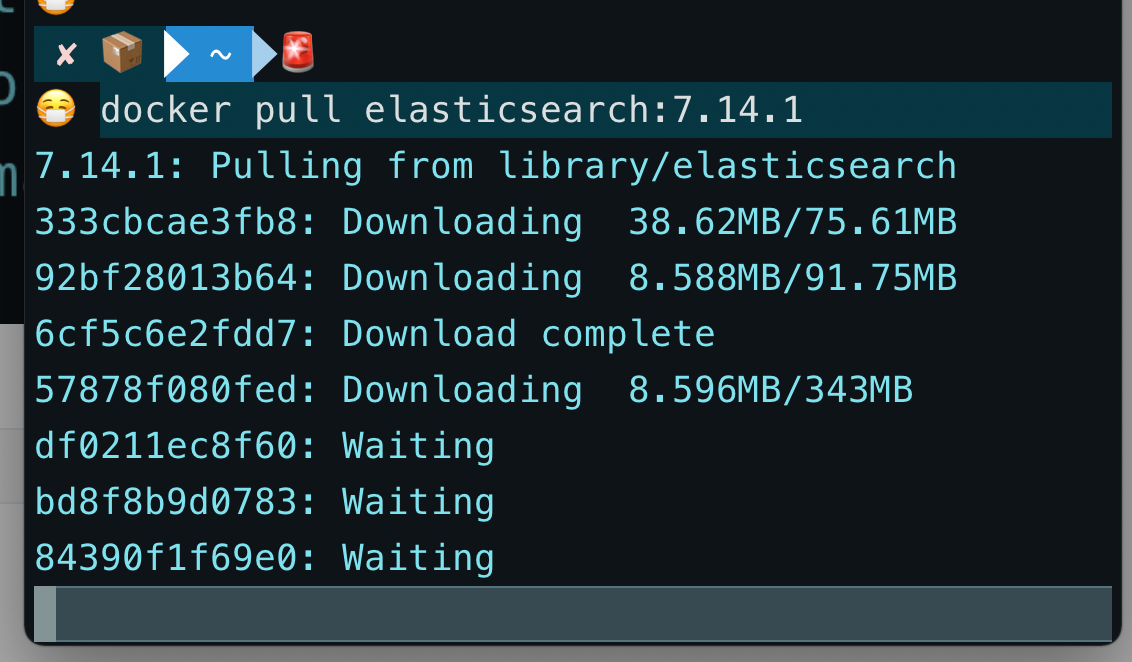 ✘ 📦 ~ 🚨
😷 docker pull elasticsearch:7.14.1
7.14.1: Pulling from library/elasticsearch
333cbcae3fb8: Downloading  38.62MB/75.61MB
92bf28013b64: Downloading  8.588MB/91.75MB
6cf5c6e2fdd7: Download complete
57878f080fed: Downloading  8.596MB/343MB
df0211ec8f60: Waiting
bd8f8b9d0783: Waiting
84390f1f69e0: Waiting